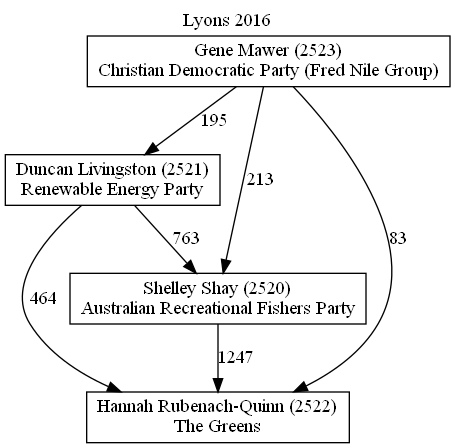 Lyons 2016
Gene Mawer (2523)
Christian Democratic Party (Fred Nile Group)
195
Duncan Livingston (2521)
Renewable Energy Party
213
83
763
Shelley Shay (2520)
Australian Recreational Fishers Party
464
1247
Hannah Rubenach-Quinn (2522)
The Greens